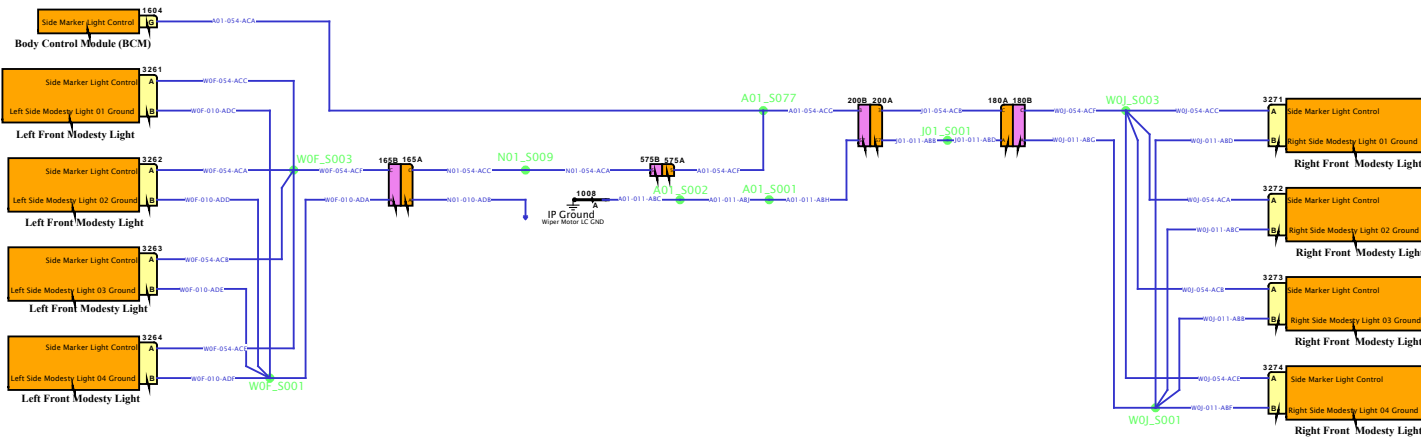 1604
Side Marker Light Control
G
Body Control Module (BCM)
A01-054-ACA
3261
Side Marker Light Control
A
W0F-054-ACC
Left Side Modesty Light 01 Ground
B
W0F-010-ADC
Left Front Modesty Light
3262
Side Marker Light Control
A
W0F-054-ACA
Left Side Modesty Light 02 Ground
B
W0F-010-ADD
Left Front Modesty Light
3263
Side Marker Light Control
A
W0F-054-ACB
Left Side Modesty Light 03 Ground
B
W0F-010-ADE
Left Front Modesty Light
3264
Side Marker Light Control
A
W0F-054-ACE
Left Side Modesty Light 04 Ground
B
W0F-010-ADF
Left Front Modesty Light
W0F_S003
W0F_S001
W0F-054-ACF
W0F-010-ADA
165B 165A
N01-054-ACC
N01-010-ADB
N01_S009
N01-054-ACA
575B 575A
A01-054-ACF
1008
A
IP Ground
Wiper Motor LC GND
A01-011-ABC
A01_S002
A01-011-ABJ
A01_S001
A01-011-ABH
A01_S077
A01-054-ACG
200B 200A
J01-054-ACB
J01-011-ABB
J01_S001
J01-011-ABD
180A 180B
W0J-054-ACF
W0J-011-ABG
W0J_S003
W0J-054-ACC
W0J-011-ABD
W0J-054-ACA
W0J-011-ABC
W0J-054-ACB
W0J-011-ABB
W0J-054-ACE
W0J-011-ABF
W0J_S001
3271
A
Side Marker Light Control
B
Right Side Modesty Light 01 Ground
Right Front Modesty Light
3272
A
Side Marker Light Control
B
Right Side Modesty Light 02 Ground
Right Front Modesty Light
3273
A
Side Marker Light Control
B
Right Side Modesty Light 03 Ground
Right Front Modesty Light
3274
A
Side Marker Light Control
B
Right Side Modesty Light 04 Ground
Right Front Modesty Light